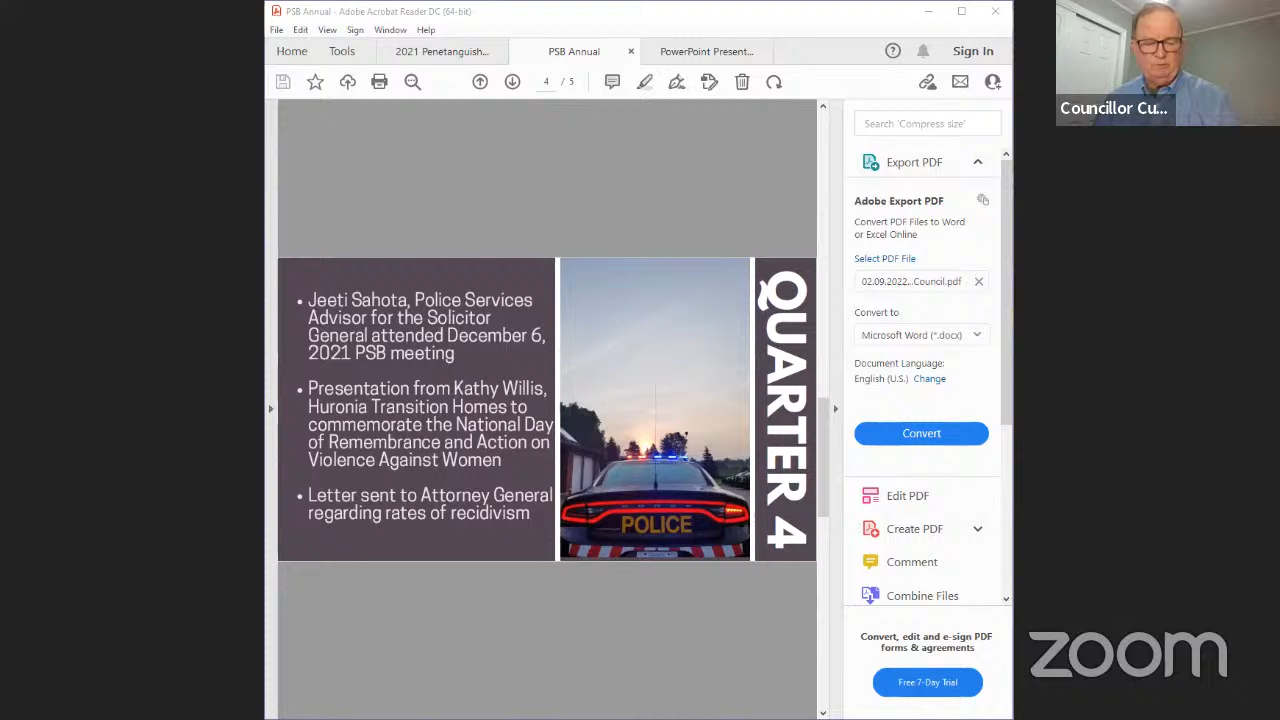 PSB Annual - Adobe Acrobat Reader DC (64-bit)
File Edit View Sign Window Help
Home Tools 2021 Penetanguish... PSB Annual × PowerPoint Present... Sign In
4 / 5
Councillor Cu...
Jeeti Sahota, Police Services
Advisor for the Solicitor
General attended December 6,
2021 PSB meeting
Presentation from Kathy Willis,
Huronia Transition Homes to
commemorate the National Day
of Remembrance and Action on
Violence Against Women
Letter sent to Attorney General
regarding rates of recidivism
POLICE
QUARTER 4
Search 'Compress size'
Export PDF
Adobe Export PDF
Convert PDF Files to Word
or Excel Online
Select PDF File
02.09.2022...Council.pdf
Convert to
Microsoft Word (*.docx)
Document Language:
English (U.S.) Change
Convert
Edit PDF
Create PDF
Comment
Combine Files
Convert, edit and e-sign PDF
forms & agreements
Free 7-Day Trial
zoom